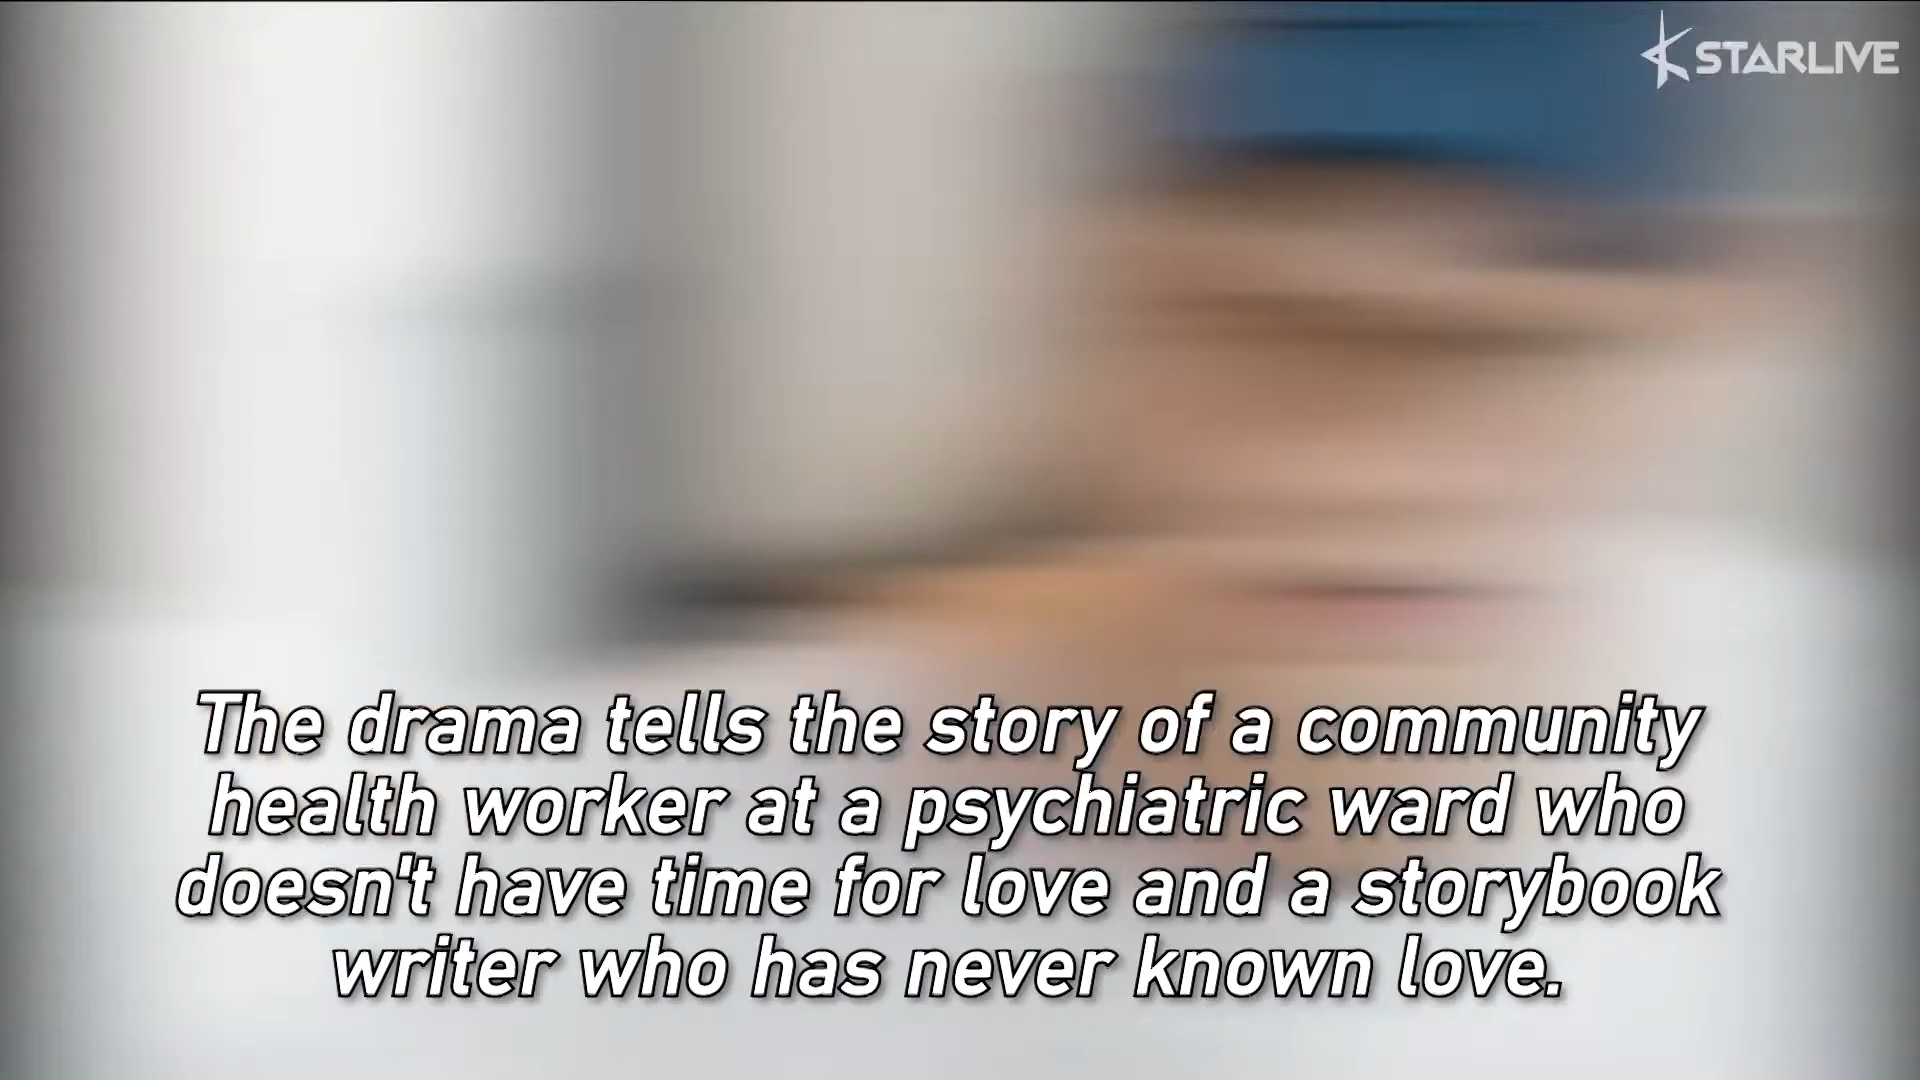 STARLIVE
The drama tells the story of a community
health worker at a psychiatric ward who
doesn't have time for love and a storybook
writer who has never known love.